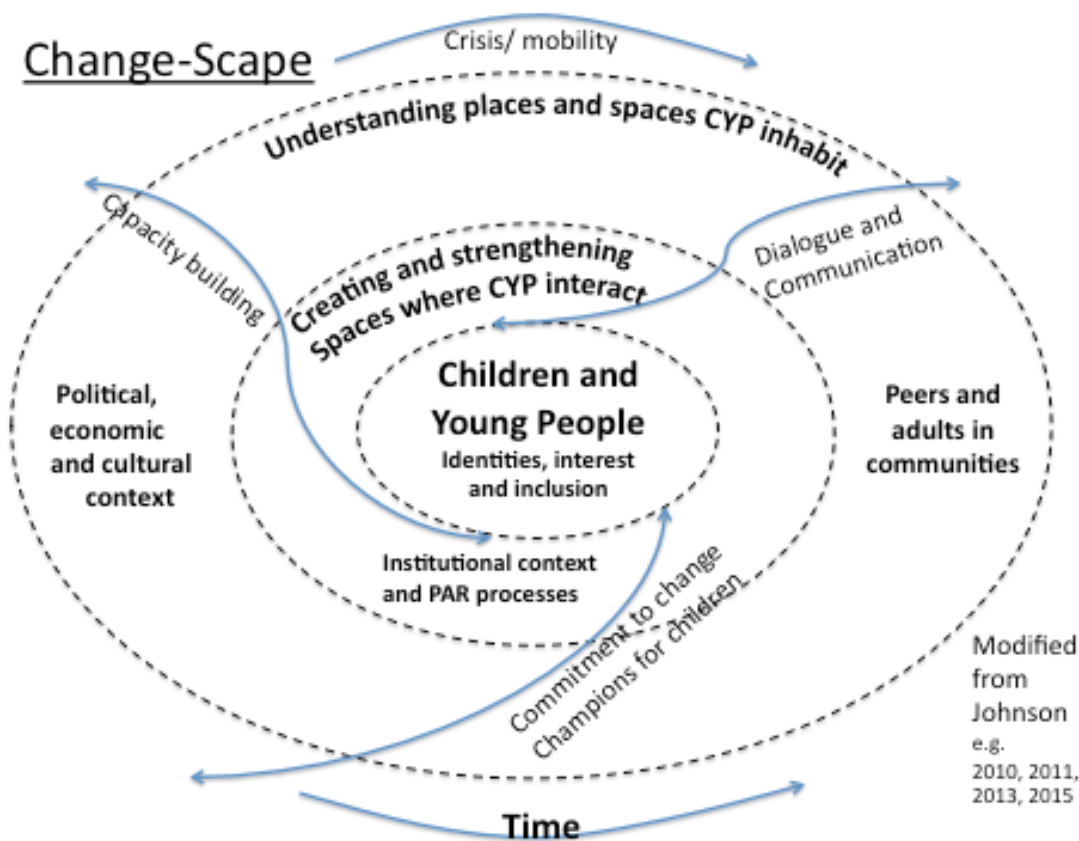 Change-Scape
Crisis/ mobility
Understanding places and spaces CYP inhabit
Capacity building
Dialogue and
Communication
Creating and strengthening
Spaces where CYP interact
Children and
Young People
Identities, interest
and inclusion
Political,
economic
and cultural
context
Peers and
adults in
communities
Institutional context
and PAR processes
Commitment to change
Champions for children
Modified
from
Johnson
e.g.
2010, 2011,
2013, 2015
Time